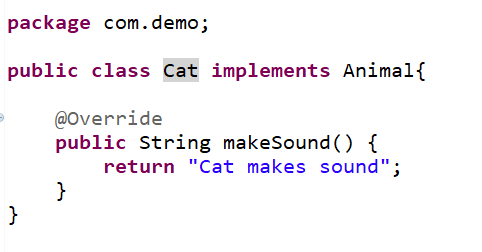 package com.demo;
public class Cat implements Animal{
@Override
public String makeSound() {
return "Cat makes sound";
}
}